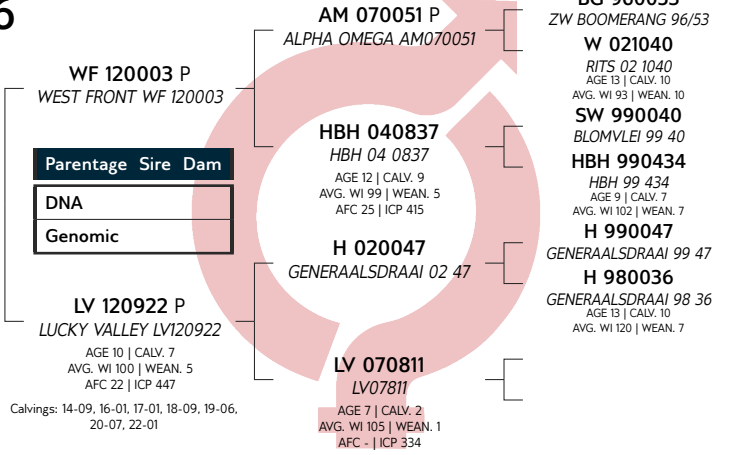 6
WF 120003 P
WEST FRONT WF 120003
Parentage Sire Dam
DNA
Genomic
LV 120922 P
LUCKY VALLEY LV120922
AGE 10 | CALV. 7
AVG. WI 100 | WEAN. 5
AFC 22 | ICP 447
Calvings: 14-09, 16-01, 17-01, 18-09, 19-06,
20-07, 22-01
AM 070051 P
ALPHA OMEGA AM070051
HBH 040837
HBH 04 0837
AGE 12 | CALV. 9
AVG. WI 99 | WEAN. 5
AFC 25 | ICP 415
H 020047
GENERAALSDRAAI 02 47
LV 070811
LV07811
AGE 7 | CALV. 2
AVG. WI 105 | WEAN. 1
AFC - | ICP 334
ZW BOOMERANG 96/53
W 021040
RITS 02 1040
AGE 13 | CALV. 10
AVG. WI 93 | WEAN. 10
SW 990040
BLOMVLEI 99 40
HBH 990434
HBH 99 434
AGE 9 | CALV. 7
AVG. WI 102 | WEAN. 7
H 990047
GENERAALSDRAAI 99 47
H 980036
GENERAALSDRAAI 98 36
AGE 13 | CALV. 10
AVG. WI 120 | WEAN. 7